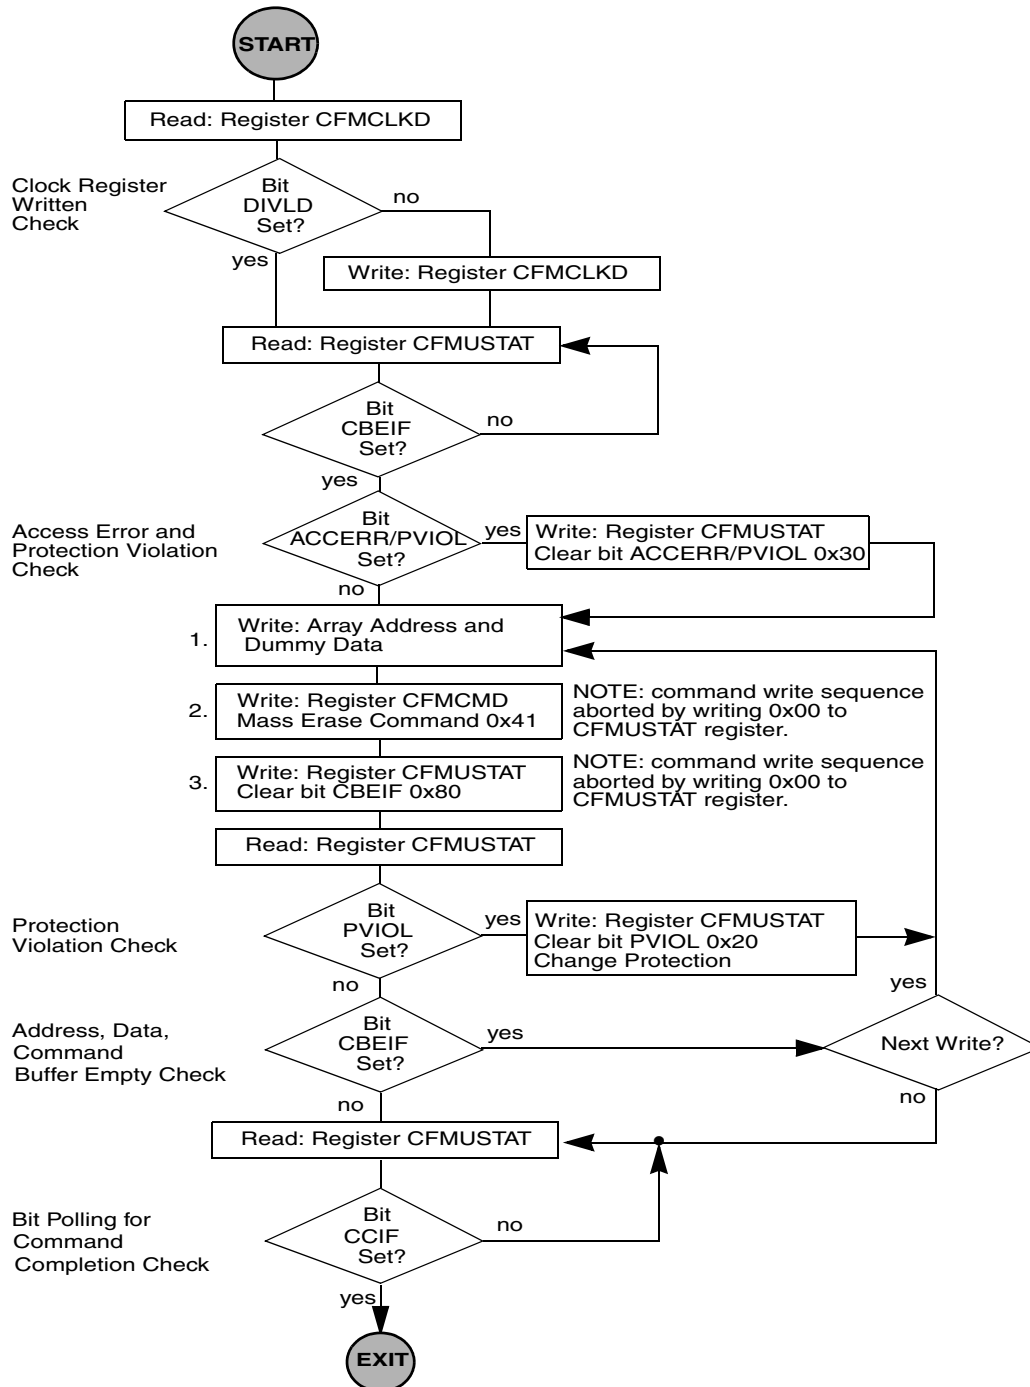 START
Read: Register CFMCLKD
Clock Register
Written
Check
Bit
DIVLD
Set?
no
yes
Write: Register CFMCLKD
Read: Register CFMUSTAT
Bit
CBEIF
Set?
no
yes
Access Error and
Protection Violation
Check
Bit
ACCERR/PVIOL
Set?
yes
Write: Register CFMUSTAT
Clear bit ACCERR/PVIOL 0x30
no
1.
Write: Array Address and
Dummy Data
2.
Write: Register CFMCMD
Mass Erase Command 0x41
NOTE: command write sequence
aborted by writing 0x00 to
CFMUSTAT register.
3.
Write: Register CFMUSTAT
Clear bit CBEIF 0x80
NOTE: command write sequence
aborted by writing 0x00 to
CFMUSTAT register.
Read: Register CFMUSTAT
Protection
Violation Check
Bit
PVIOL
Set?
yes
Write: Register CFMUSTAT
Clear bit PVIOL 0x20
Change Protection
no
yes
Address, Data,
Command
Buffer Empty Check
Bit
CBEIF
Set?
yes
Next Write?
no
no
Read: Register CFMUSTAT
Bit Polling for
Command
Completion Check
Bit
CCIF
Set?
no
yes
EXIT